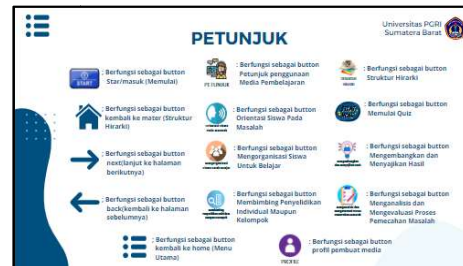 Universitas PGRI
Sumatera Barat
PETUNJUK
START
: Berfungsi sebagai button
Star/masuk (Memulai)
: Berfungsi sebagai button
kembali ke mater (Struktur
Hirarki)
: Berfungsi sebagai button
next(lanjut ke halaman
berikutnya)
: Berfungsi sebagai button
back(kembali ke halaman
sebelumnya)
: Berfungsi sebagai button
kembali ke home (Menu
Utama)
PETUNJUK
: Berfungsi sebagai button
Petunjuk penggunaan
Media Pembelajaran
: Berfungsi sebagai button
Orientasi Siswa Pada
Masalah
: Berfungsi sebagai button
Mengorganisasi Siswa
Untuk Belajar
: Berfungsi sebagai button
Membimbing Penyelidikan
Individual Maupun
Kelompok
: Berfungsi sebagai button
profil pembuat media
: Berfungsi sebagai button
Struktur Hirarki
: Berfungsi sebagai button
Memulai Quiz
: Berfungsi sebagai button
Mengembangkan dan
Menyajikan Hasil
: Berfungsi sebagai button
Menganalisis dan
Mengevaluasi Proses
Pemecahan Masalah